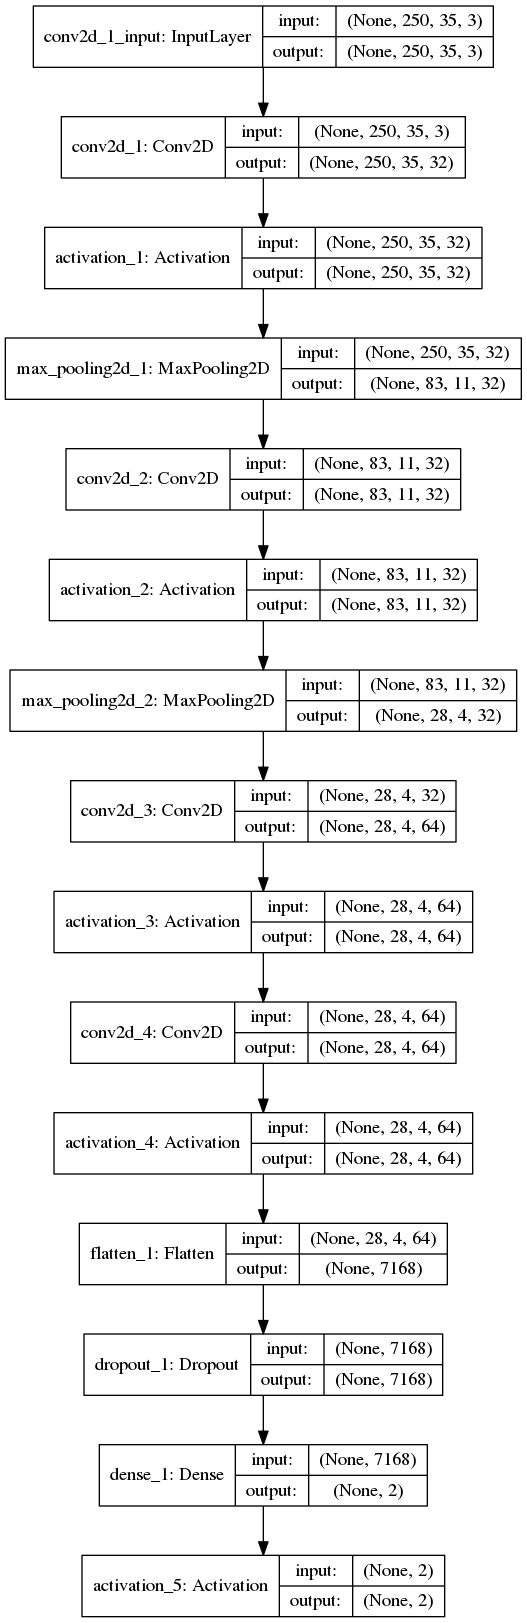 conv2d_1_input: InputLayer
input: (None, 250, 35, 3)
output: (None, 250, 35, 3)
conv2d_1: Conv2D
input: (None, 250, 35, 3)
output: (None, 250, 35, 32)
activation_1: Activation
input: (None, 250, 35, 32)
output: (None, 250, 35, 32)
max_pooling2d_1: MaxPooling2D
input: (None, 250, 35, 32)
output: (None, 83, 11, 32)
conv2d_2: Conv2D
input: (None, 83, 11, 32)
output: (None, 83, 11, 32)
activation_2: Activation
input: (None, 83, 11, 32)
output: (None, 83, 11, 32)
max_pooling2d_2: MaxPooling2D
input: (None, 83, 11, 32)
output: (None, 28, 4, 32)
conv2d_3: Conv2D
input: (None, 28, 4, 32)
output: (None, 28, 4, 64)
activation_3: Activation
input: (None, 28, 4, 64)
output: (None, 28, 4, 64)
conv2d_4: Conv2D
input: (None, 28, 4, 64)
output: (None, 28, 4, 64)
activation_4: Activation
input: (None, 28, 4, 64)
output: (None, 28, 4, 64)
flatten_1: Flatten
input: (None, 28, 4, 64)
output: (None, 7168)
dropout_1: Dropout
input: (None, 7168)
output: (None, 7168)
dense_1: Dense
input: (None, 7168)
output: (None, 2)
activation_5: Activation
input: (None, 2)
output: (None, 2)